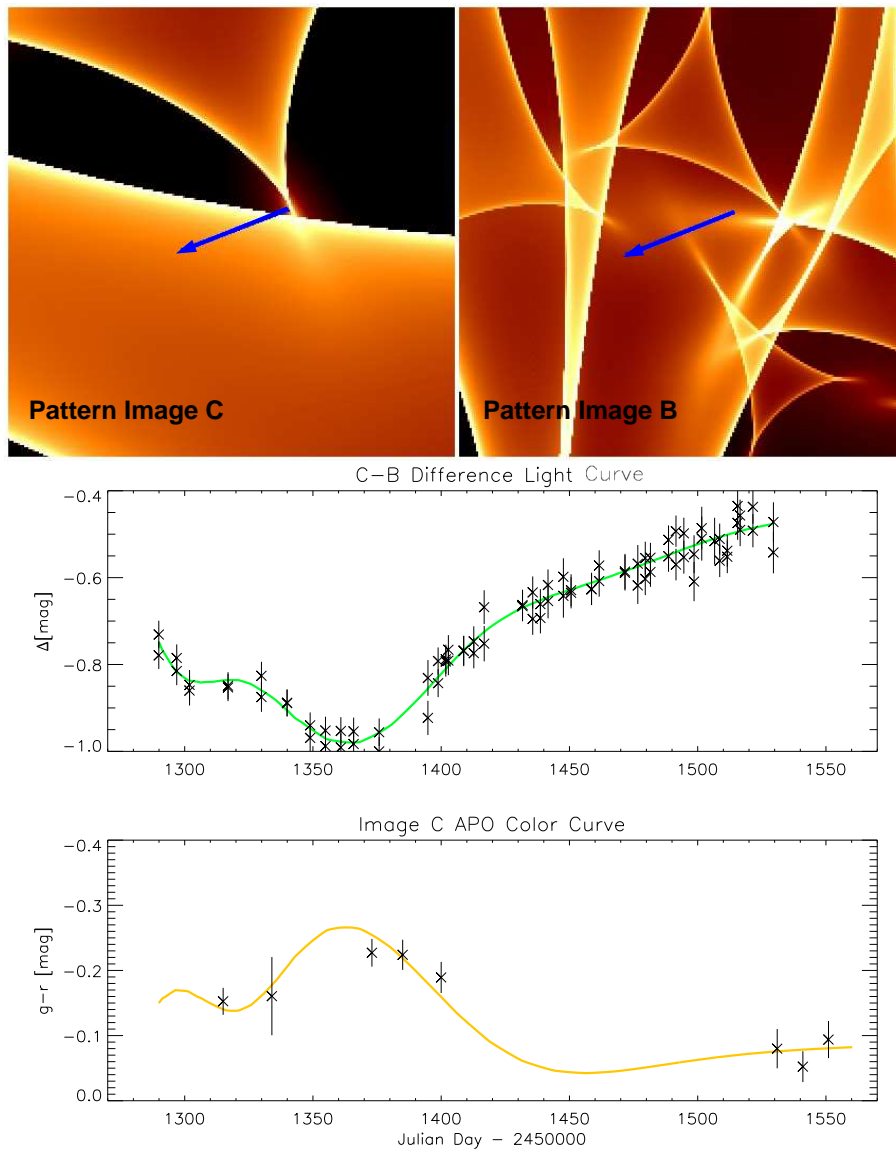 Pattern Image C
Pattern Image B
C-B Difference Light Curve
-0.4
-0.6
-0.8
-1.0
Δ[mag]
1300 1350 1400 1450 1500 1550
Image C APO Color Curve
-0.4
-0.3
-0.2
-0.1
0.0
g-r [mag]
1300 1350 1400 1450 1500 1550
Julian Day - 2450000